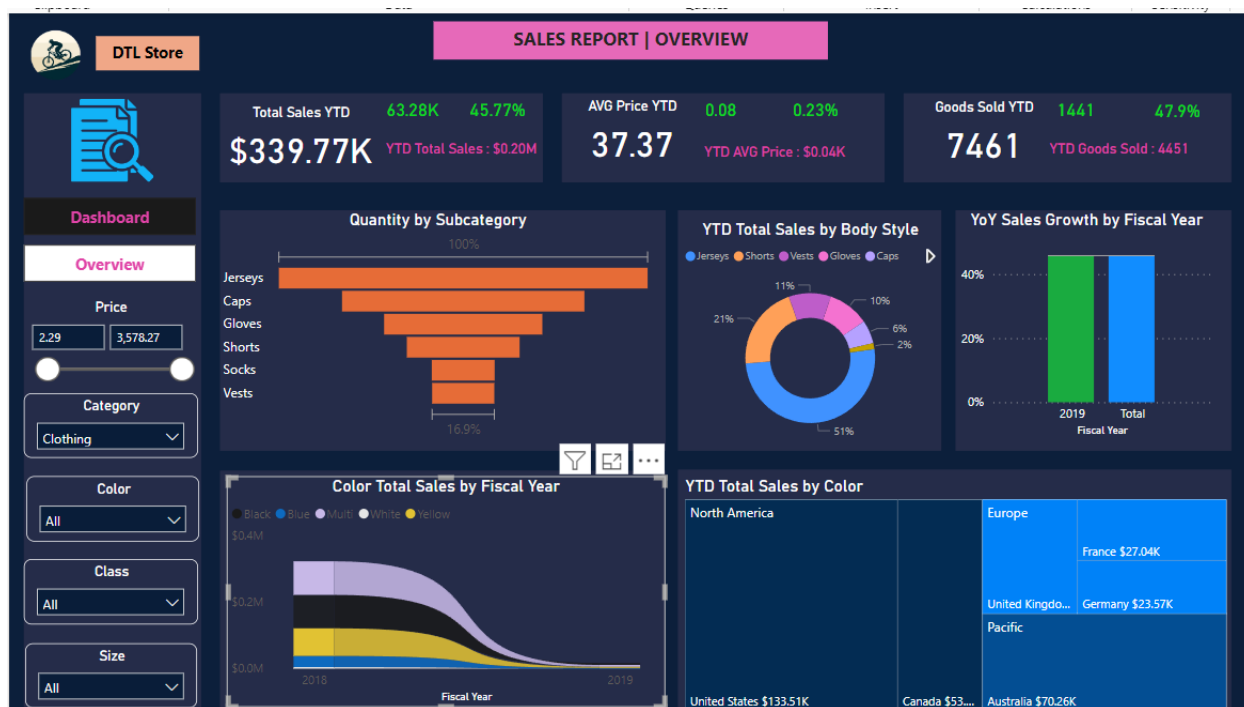 DTL Store
SALES REPORT | OVERVIEW
Total Sales YTD
63.28K
45.77%
$339.77K
YTD Total Sales : $0.20M
AVG Price YTD
0.08
0.23%
37.37
YTD AVG Price : $0.04K
Goods Sold YTD
1441
47.9%
7461
YTD Goods Sold : 4451
Dashboard
Overview
Price
2.29
3,578.27
Category
Clothing
Color
All
Class
All
Size
All
Quantity by Subcategory
100%
Jerseys
Caps
Gloves
Shorts
Socks
Vests
16.9%
YTD Total Sales by Body Style
Jerseys Shorts Vests Gloves Caps
11%
10%
21%
6%
2%
51%
YoY Sales Growth by Fiscal Year
40%
20%
0%
2019 Total
Fiscal Year
Color Total Sales by Fiscal Year
Black Blue Multi White Yellow
$0.4M
$0.2M
$0.0M
2018 2019
Fiscal Year
YTD Total Sales by Color
North America
Europe
France $27.04K
United Kingdo...
Germany $23.57K
Pacific
United States $133.51K
Canada $53....
Australia $70.26K